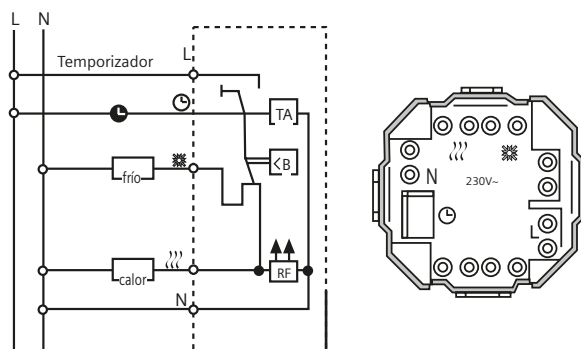 L N
Temporizador
L
TA
frío
B
calor
RF
N
N
230V~
L